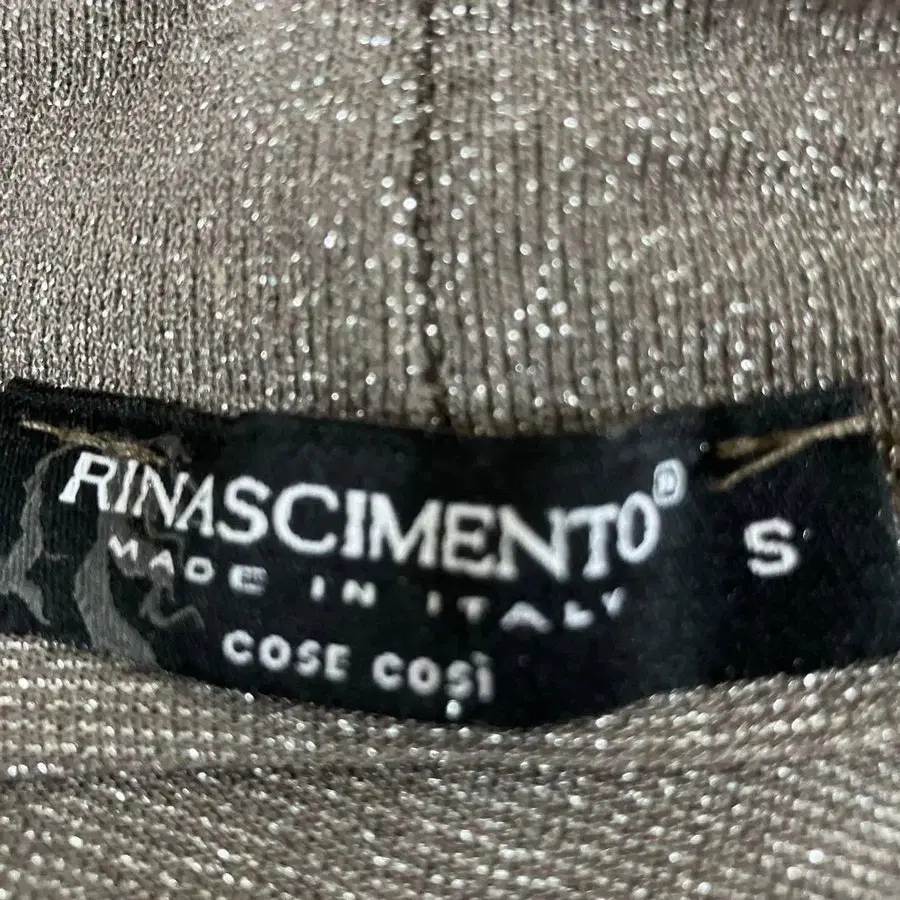 RINASCIMENTO®
S
MADE IN ITALY
COSE COSÌ